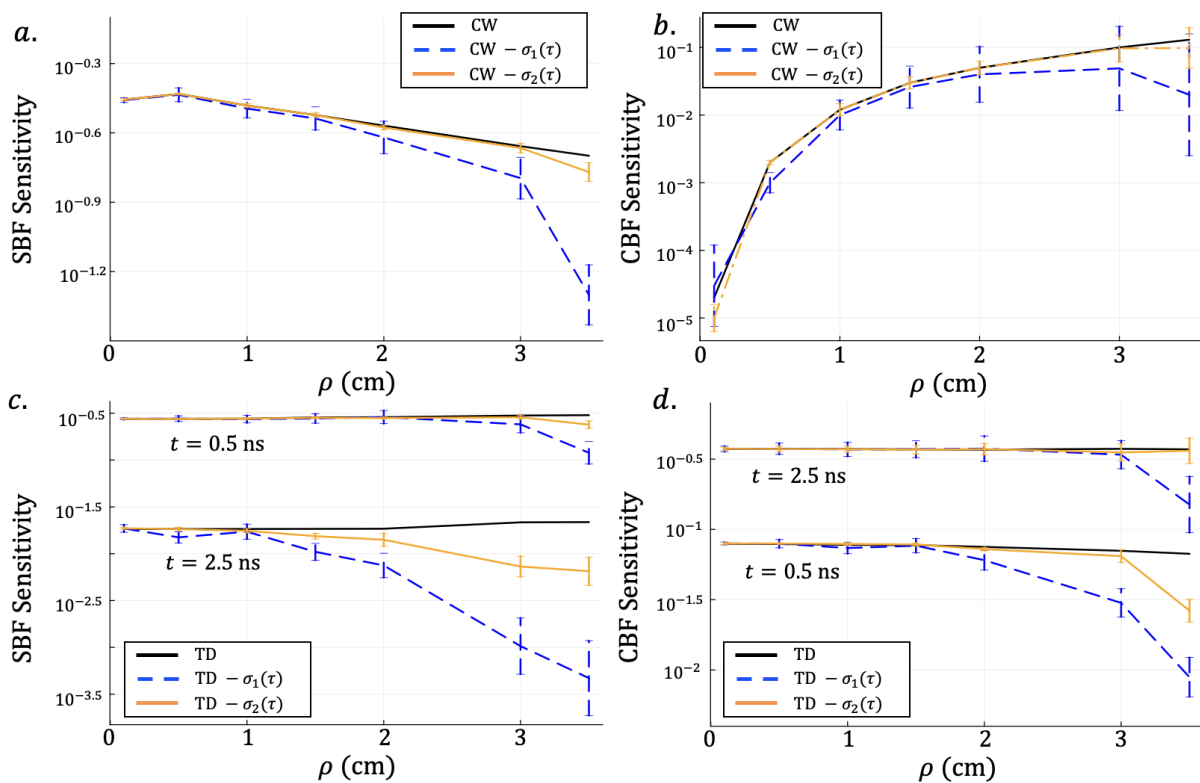 a.
CW
CW − σ₁(τ)
CW − σ₂(τ)
SBF Sensitivity
10⁻⁰·³
10⁻⁰·⁶
10⁻⁰·⁹
10⁻¹·²
0 1 2 3
ρ (cm)
b.
CW
CW − σ₁(τ)
CW − σ₂(τ)
CBF Sensitivity
10⁻¹
10⁻²
10⁻³
10⁻⁴
10⁻⁵
0 1 2 3
ρ (cm)
c.
SBF Sensitivity
10⁻⁰·⁵
10⁻¹·⁵
10⁻²·⁵
10⁻³·⁵
t = 0.5 ns
t = 2.5 ns
TD
TD − σ₁(τ)
TD − σ₂(τ)
0 1 2 3
ρ (cm)
d.
CBF Sensitivity
10⁻⁰·⁵
10⁻¹
10⁻¹·⁵
10⁻²
t = 2.5 ns
t = 0.5 ns
TD
TD − σ₁(τ)
TD − σ₂(τ)
0 1 2 3
ρ (cm)